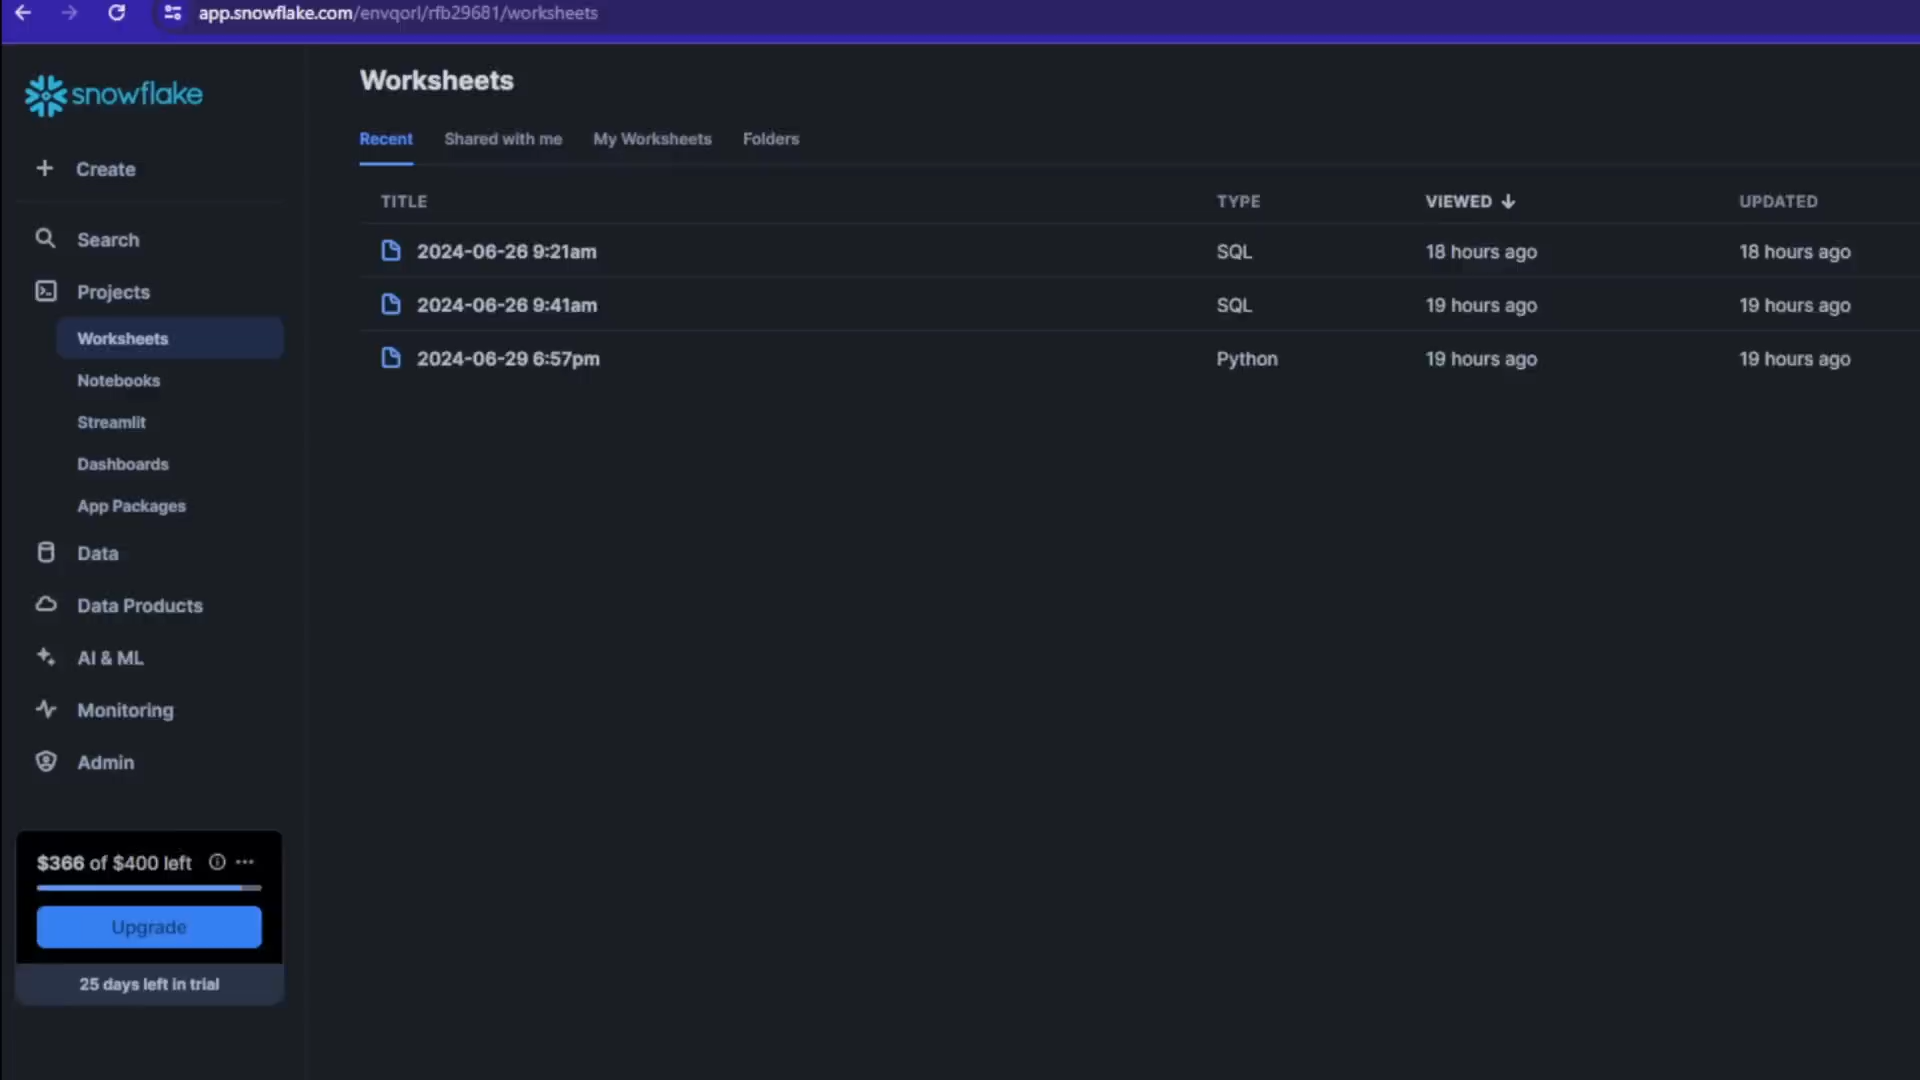 app.snowflake.com/envqorl/rfb29681/worksheets
snowflake
Create
Search
Projects
Worksheets
Notebooks
Streamlit
Dashboards
App Packages
Data
Data Products
AI & ML
Monitoring
Admin
$366 of $400 left
Upgrade
25 days left in trial
Worksheets
Recent Shared with me My Worksheets Folders
TITLE TYPE VIEWED UPDATED
2024-06-26 9:21am SQL 18 hours ago 18 hours ago
2024-06-26 9:41am SQL 19 hours ago 19 hours ago
2024-06-29 6:57pm Python 19 hours ago 19 hours ago